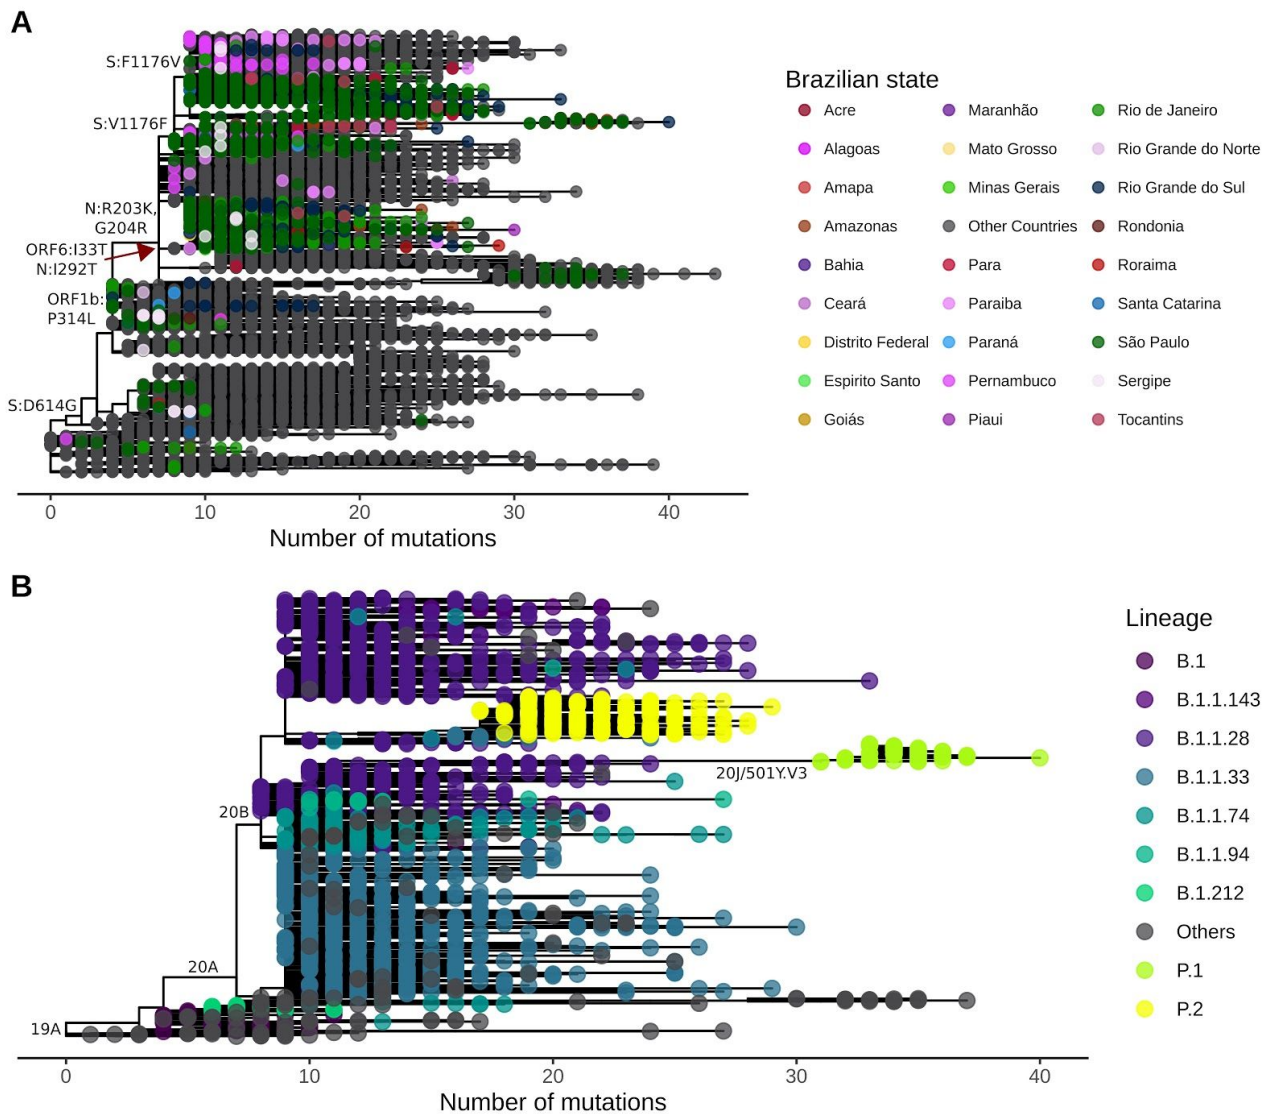 A
S:F1176V
S:V1176F
N:R203K,
G204R
ORF6:I33T
N:I292T
ORF1b:
P314L
S:D614G
0 10 20 30 40
Number of mutations
Brazilian state
Acre Maranhão Rio de Janeiro
Alagoas Mato Grosso Rio Grande do Norte
Amapa Minas Gerais Rio Grande do Sul
Amazonas Other Countries Rondonia
Bahia Para Roraima
Ceará Paraiba Santa Catarina
Distrito Federal Paraná São Paulo
Espirito Santo Pernambuco Sergipe
Goiás Piaui Tocantins
B
20J/501Y.V3
20B
20A
19A
0 10 20 30 40
Number of mutations
Lineage
B.1
B.1.1.143
B.1.1.28
B.1.1.33
B.1.1.74
B.1.1.94
B.1.212
Others
P.1
P.2